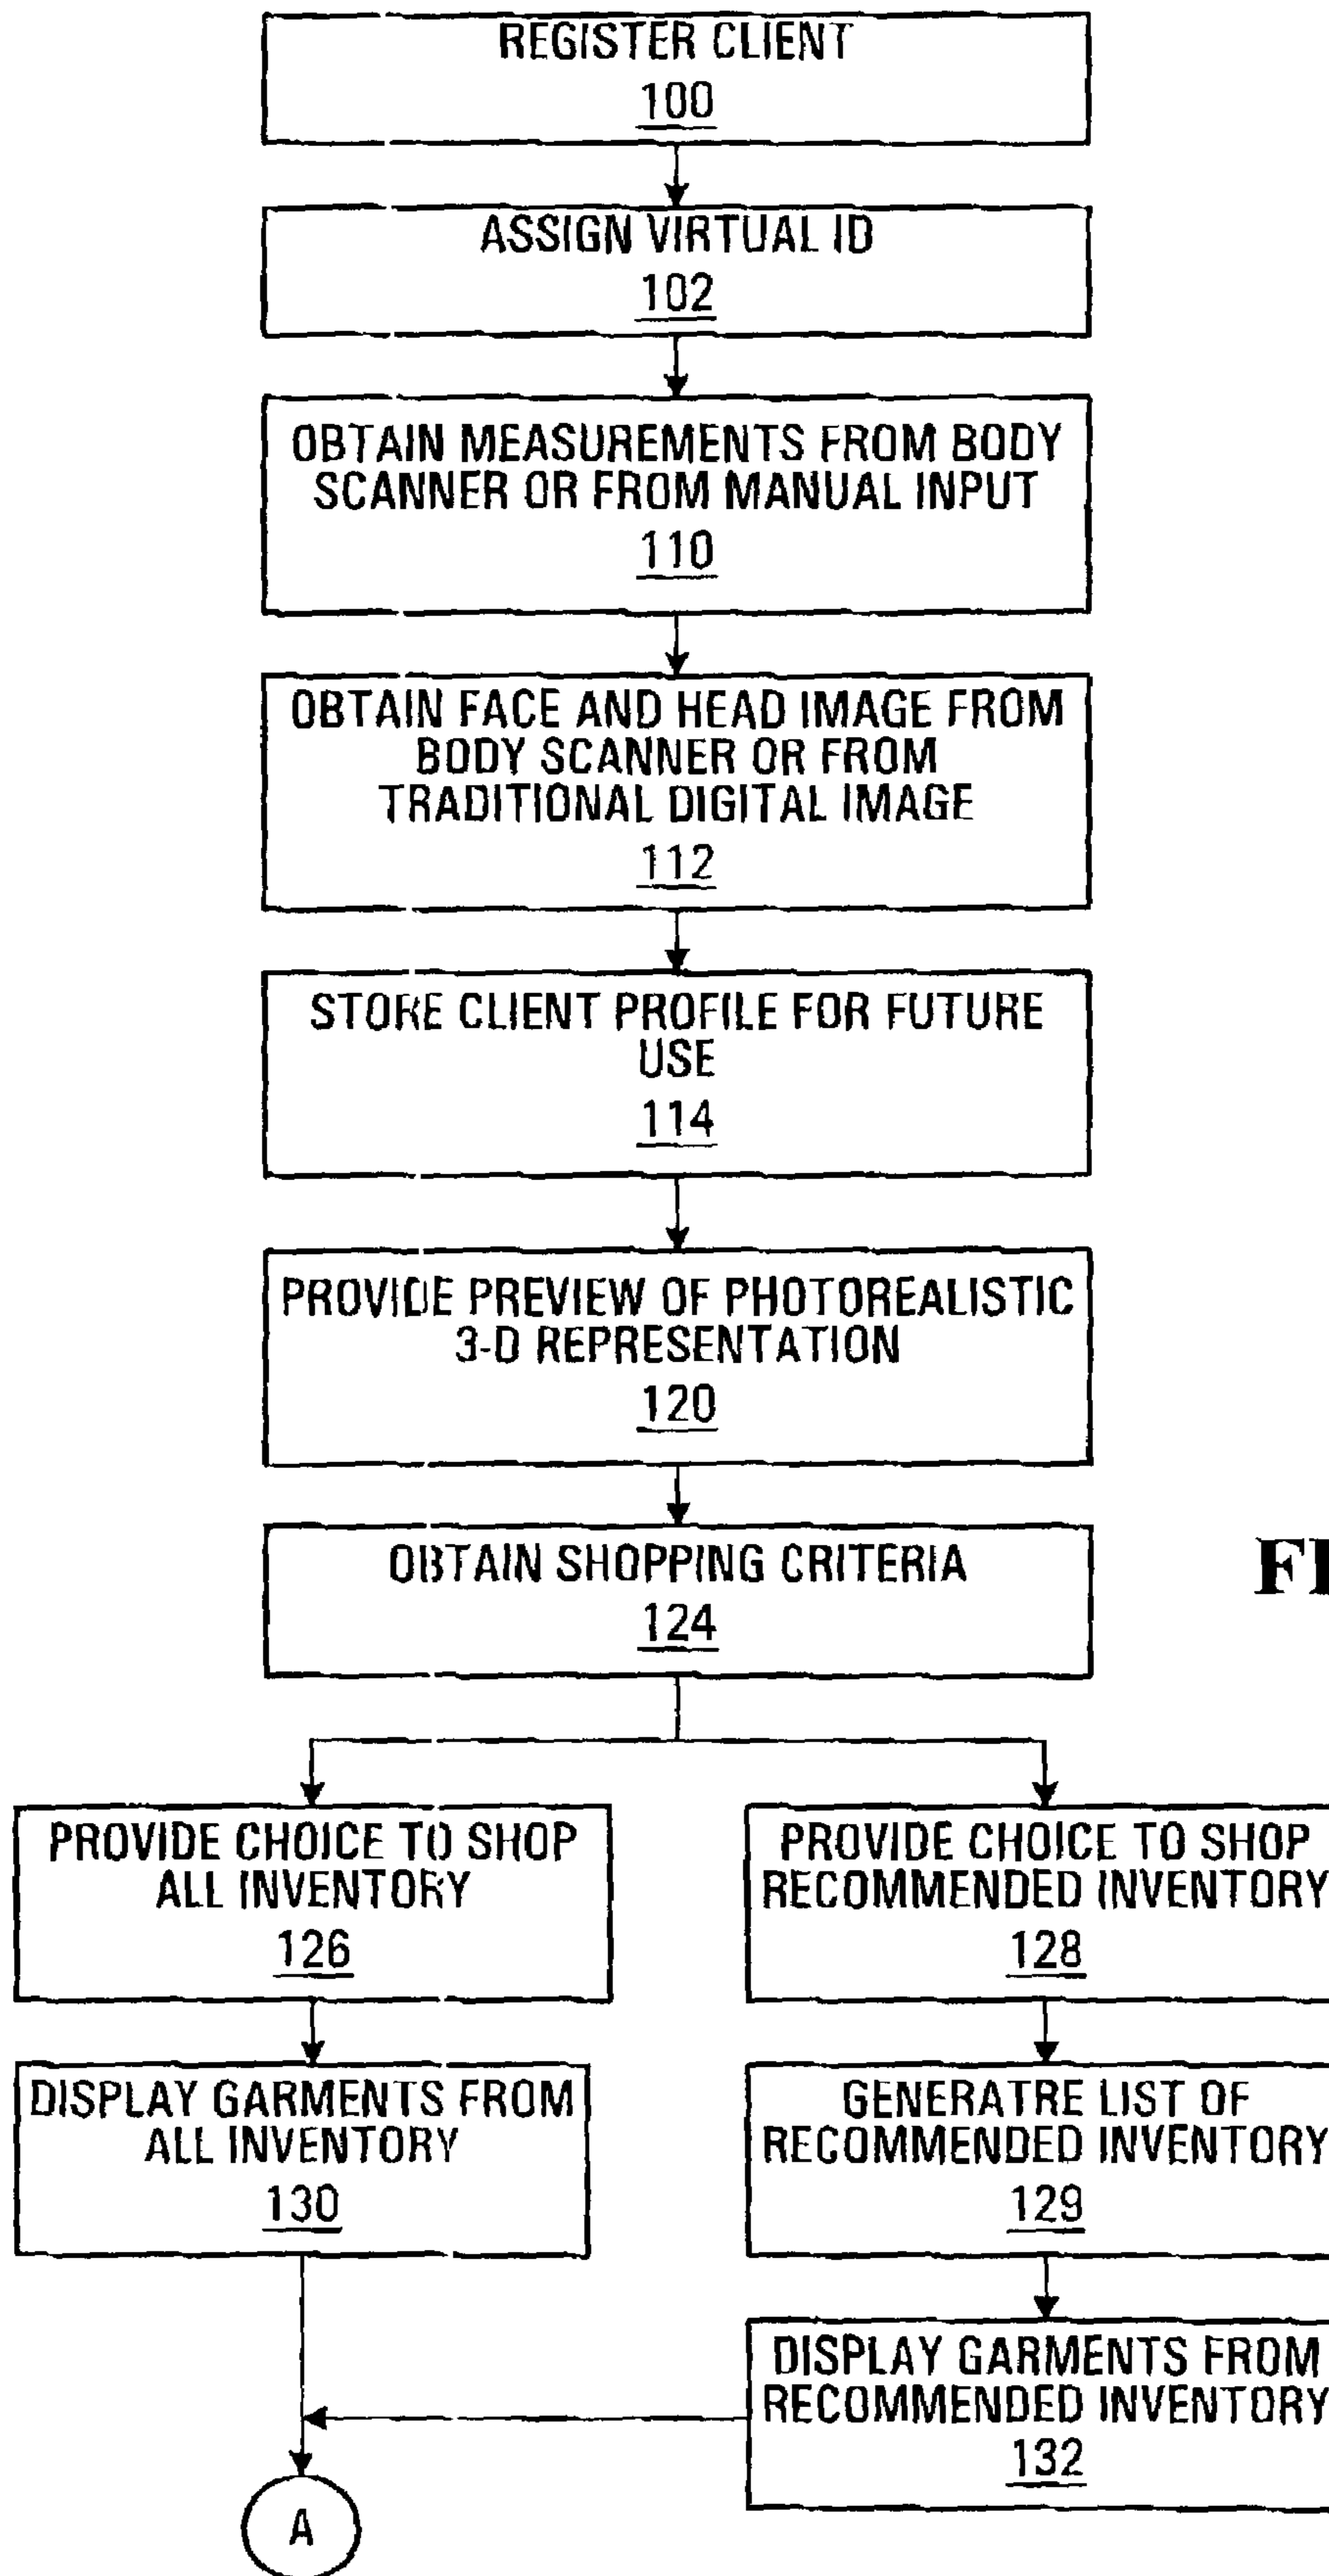 REGISTER CLIENT
100
ASSIGN VIRTUAL ID
102
OBTAIN MEASUREMENTS FROM BODY
SCANNER OR FROM MANUAL INPUT
110
OBTAIN FACE AND HEAD IMAGE FROM
BODY SCANNER OR FROM
TRADITIONAL DIGITAL IMAGE
112
STORE CLIENT PROFILE FOR FUTURE
USE
114
PROVIDE PREVIEW OF PHOTOREALISTIC
3-D REPRESENTATION
120
OBTAIN SHOPPING CRITERIA
124
PROVIDE CHOICE TO SHOP
ALL INVENTORY
126
PROVIDE CHOICE TO SHOP
RECOMMENDED INVENTORY
128
DISPLAY GARMENTS FROM
ALL INVENTORY
130
GENERATRE LIST OF
RECOMMENDED INVENTORY
129
DISPLAY GARMENTS FROM
RECOMMENDED INVENTORY
132
A